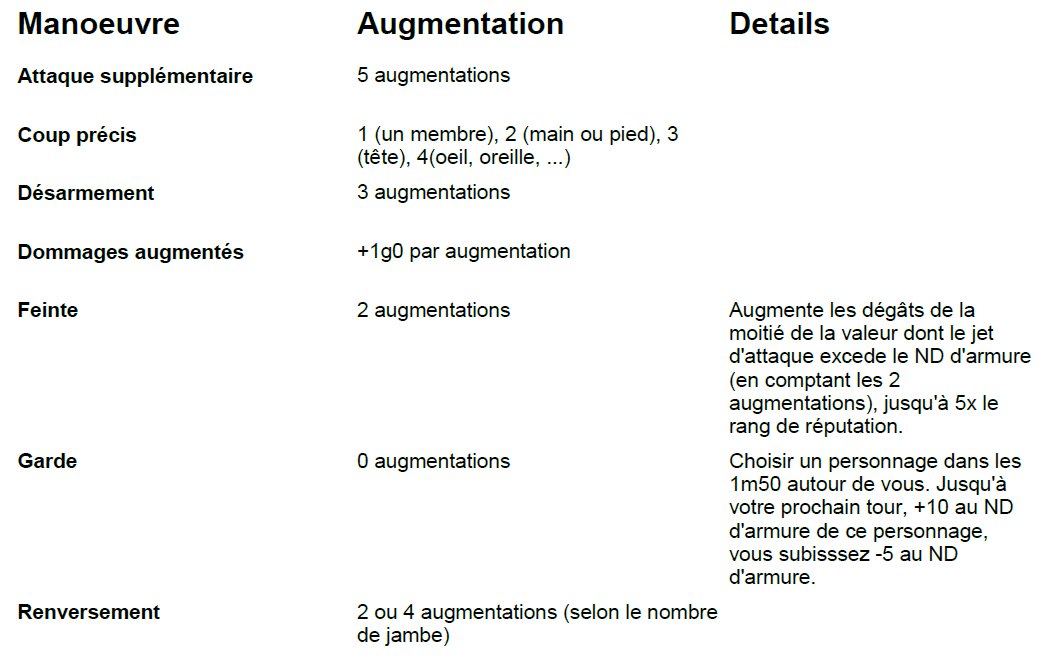 Manoeuvre Augmentation Details
Attaque supplémentaire 5 augmentations
Coup précis 1 (un membre), 2 (main ou pied), 3
(tête), 4(oeil, oreille, ...)
Désarmement 3 augmentations
Dommages augmentés +1g0 par augmentation
Feinte 2 augmentations Augmente les dégâts de la
moitié de la valeur dont le jet
d'attaque excede le ND d'armure
(en comptant les 2
augmentations), jusqu'à 5x le
rang de réputation.
Garde 0 augmentations Choisir un personnage dans les
1m50 autour de vous. Jusqu'à
votre prochain tour, +10 au ND
d'armure de ce personnage,
vous subisssez -5 au ND
d'armure.
Renversement 2 ou 4 augmentations (selon le nombre
de jambe)